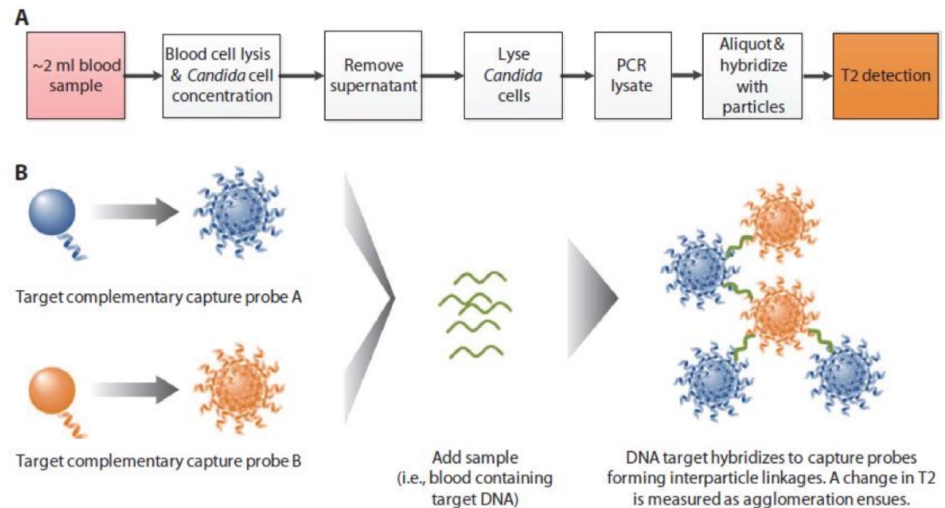 A
~2 ml blood
sample
Blood cell lysis
& Candida cell
concentration
Remove
supernatant
Lyse
Candida
cells
PCR
lysate
Aliquot &
hybridize
with
particles
T2 detection
B
Target complementary capture probe A
Target complementary capture probe B
Add sample
(i.e., blood containing
target DNA)
DNA target hybridizes to capture probes
forming interparticle linkages. A change in T2
is measured as agglomeration ensues.